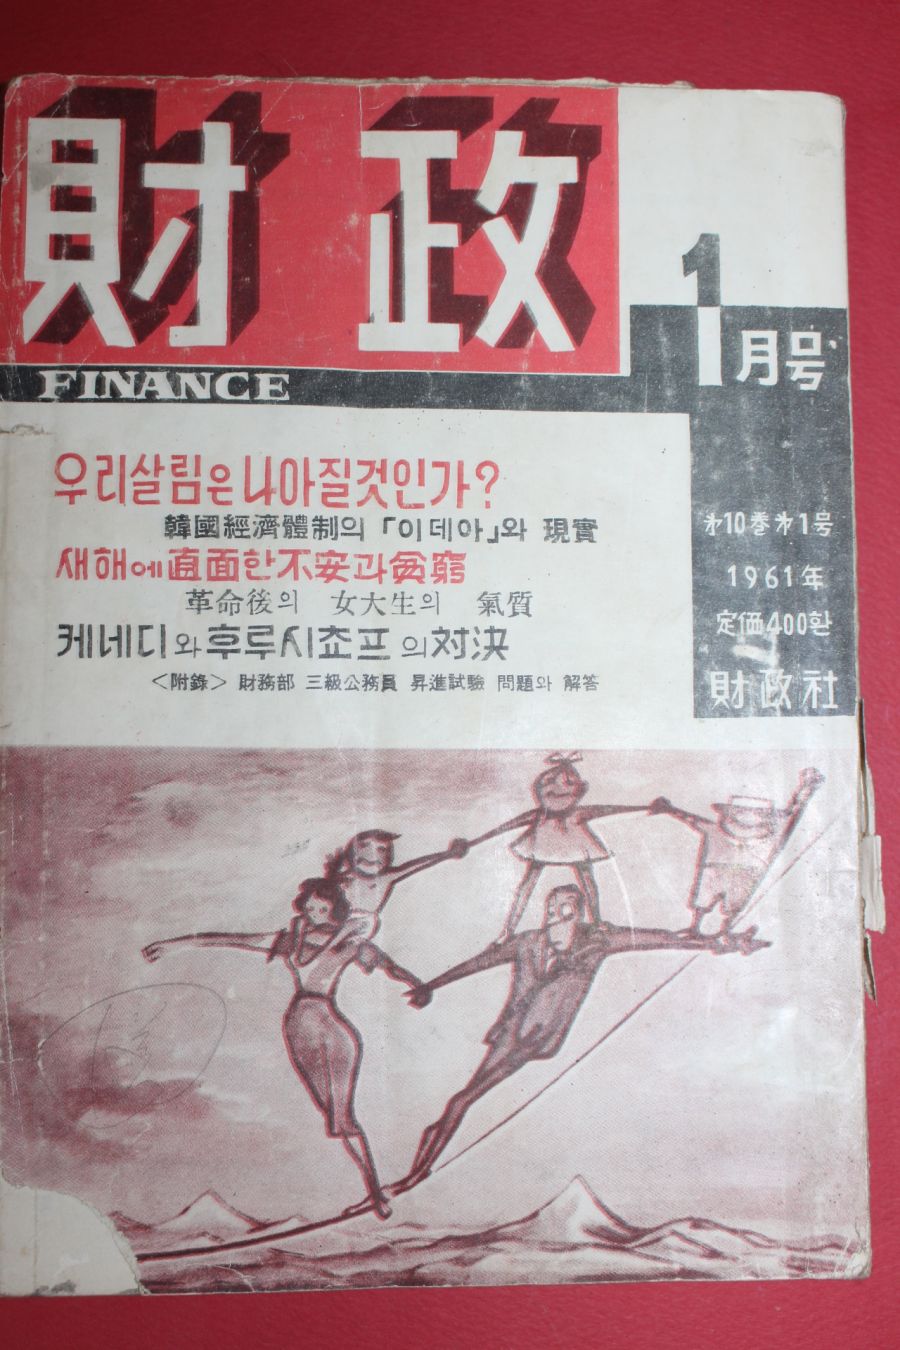 財政
FINANCE
1月号
우리살림은 나아질것인가?
韓國經濟體制의 「이데아」와 現實
새해에 直面한 不安과 貧窮
革命後의 女大生의 氣質
케네디와 후루시쵸프의 対決
<附錄> 財務部 三級公務員 昇進試驗 問題와 解答
第10巻第1号
1961年
定価400환
財政社